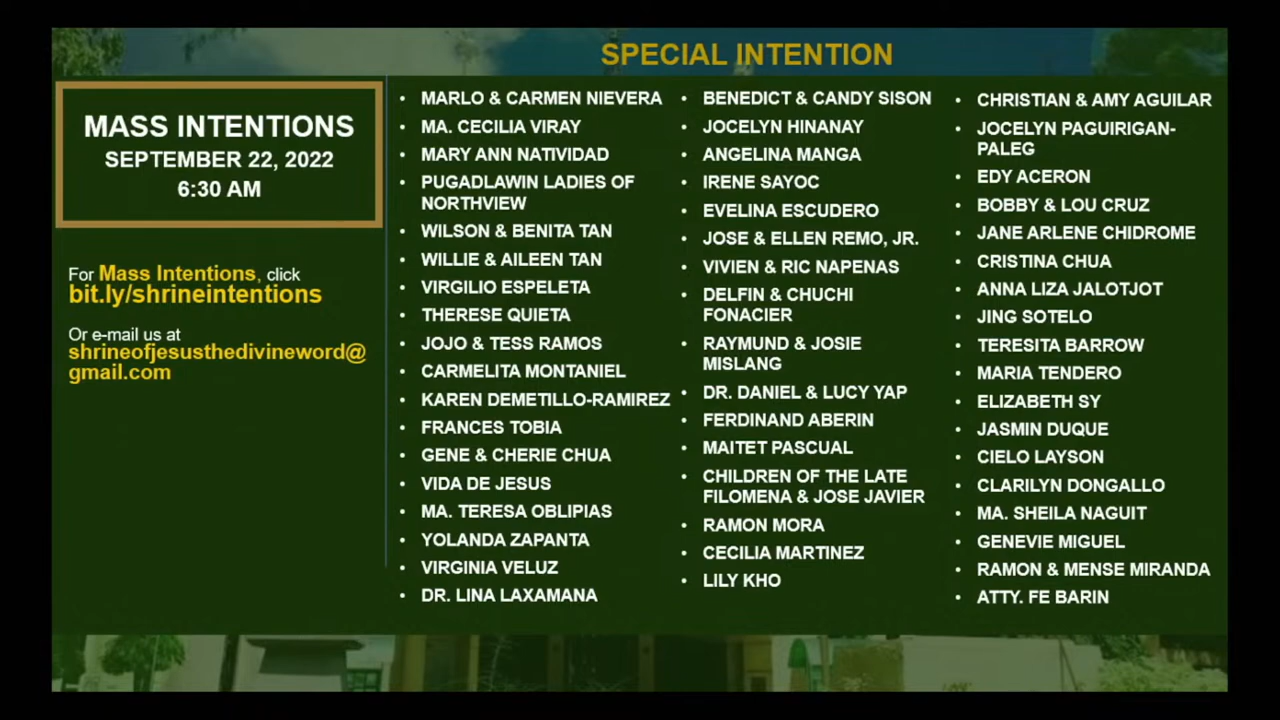 SPECIAL INTENTION
MASS INTENTIONS
SEPTEMBER 22, 2022
6:30 AM
For Mass Intentions, click
bit.ly/shrineintentions
Or e-mail us at
shrineofjesusthedivineword@
gmail.com
• MARLO & CARMEN NIEVERA
• MA. CECILIA VIRAY
• MARY ANN NATIVIDAD
• PUGADLAWIN LADIES OF
NORTHVIEW
• WILSON & BENITA TAN
• WILLIE & AILEEN TAN
• VIRGILIO ESPELETA
• THERESE QUIETA
• JOJO & TESS RAMOS
• CARMELITA MONTANIEL
• KAREN DEMETILLO-RAMIREZ
• FRANCES TOBIA
• GENE & CHERIE CHUA
• VIDA DE JESUS
• MA. TERESA OBLIPIAS
• YOLANDA ZAPANTA
• VIRGINIA VELUZ
• DR. LINA LAXAMANA
• BENEDICT & CANDY SISON
• JOCELYN HINANAY
• ANGELINA MANGA
• IRENE SAYOC
• EVELINA ESCUDERO
• JOSE & ELLEN REMO, JR.
• VIVIEN & RIC NAPENAS
• DELFIN & CHUCHI
FONACIER
• RAYMUND & JOSIE
MISLANG
• DR. DANIEL & LUCY YAP
• FERDINAND ABERIN
• MAITET PASCUAL
• CHILDREN OF THE LATE
FILOMENA & JOSE JAVIER
• RAMON MORA
• CECILIA MARTINEZ
• LILY KHO
• CHRISTIAN & AMY AGUILAR
• JOCELYN PAGUIRIGAN-
PALEG
• EDY ACERON
• BOBBY & LOU CRUZ
• JANE ARLENE CHIDROME
• CRISTINA CHUA
• ANNA LIZA JALOTJOT
• JING SOTELO
• TERESITA BARROW
• MARIA TENDERO
• ELIZABETH SY
• JASMIN DUQUE
• CIELO LAYSON
• CLARILYN DONGALLO
• MA. SHEILA NAGUIT
• GENEVIE MIGUEL
• RAMON & MENSE MIRANDA
• ATTY. FE BARIN